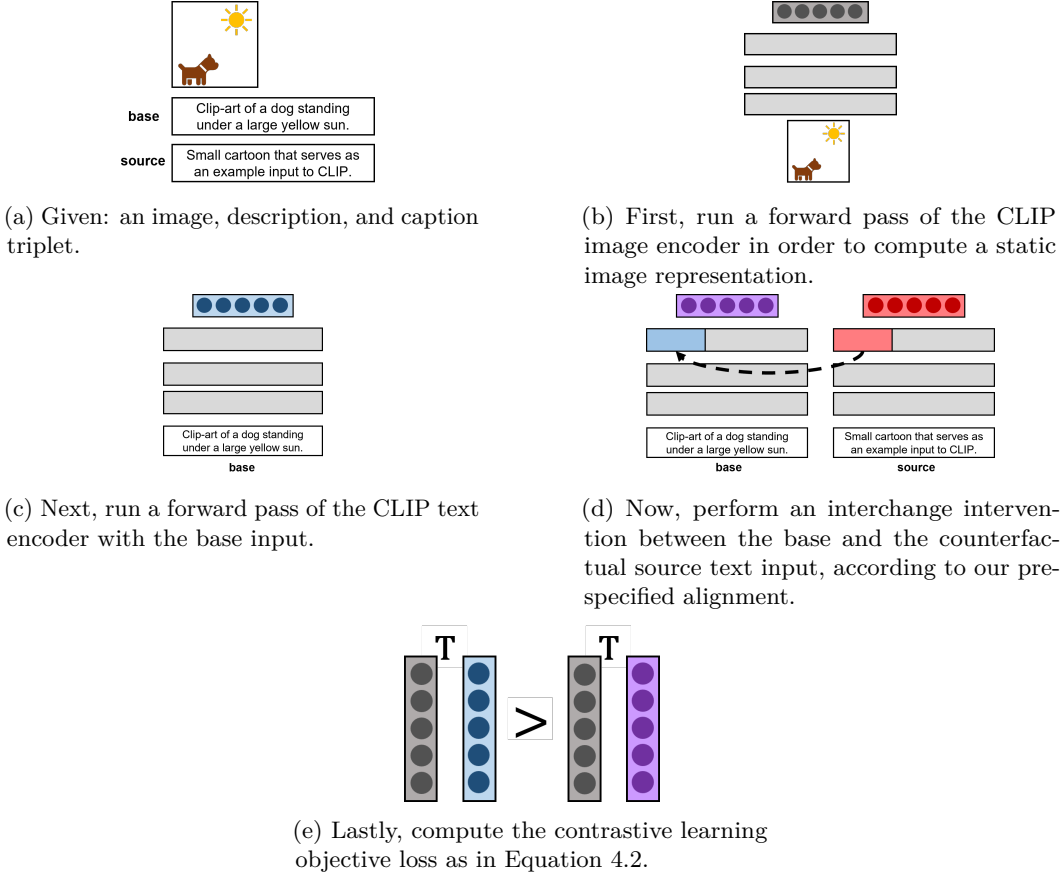 base
Clip-art of a dog standing
under a large yellow sun.
source
Small cartoon that serves as
an example input to CLIP.
(a) Given: an image, description, and caption
triplet.
(b) First, run a forward pass of the CLIP
image encoder in order to compute a static
image representation.
Clip-art of a dog standing
under a large yellow sun.
base
(c) Next, run a forward pass of the CLIP text
encoder with the base input.
Clip-art of a dog standing
under a large yellow sun.
base
Small cartoon that serves as
an example input to CLIP.
source
(d) Now, perform an interchange interven-
tion between the base and the counterfac-
tual source text input, according to our pre-
specified alignment.
T > T
(e) Lastly, compute the contrastive learning
objective loss as in Equation 4.2.